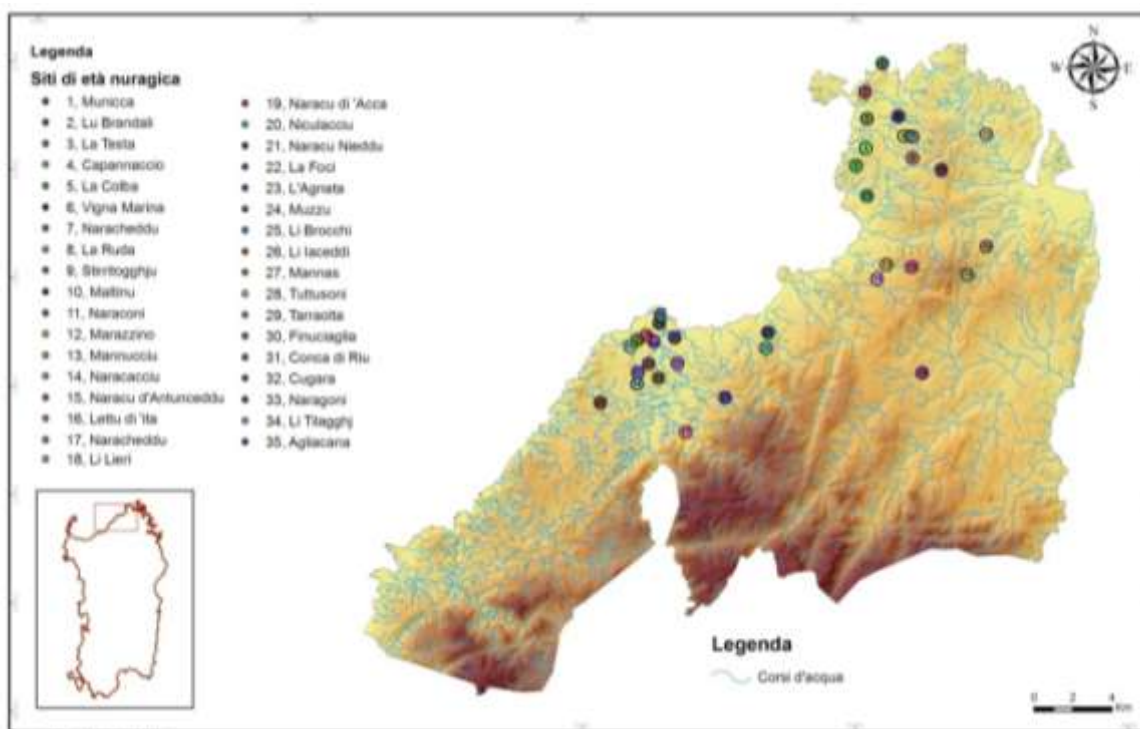 Legenda
Siti di età nuragica
1, Municca
2, Lu Brandali
3, La Testa
4, Capannaccio
5, La Colba
6, Vigna Marina
7, Naracheddu
8, La Ruda
9, Stirritogghju
10, Maltinu
11, Naraconi
12, Marazzino
13, Mannucciu
14, Naracacciu
15, Naracu d'Antunceddu
16, Lettu di 'ita
17, Naracheddu
18, Li Lieri
19, Naracu di 'Acca
20, Niculacciu
21, Naracu Nieddu
22, La Foci
23, L'Agnata
24, Muzzu
25, Li Brocchi
26, Li Iaceddi
27, Mannas
28, Tuttusoni
29, Tarraolta
30, Finuciaglia
31, Conca di Riu
32, Cugara
33, Naragoni
34, Li Tilagghj
35, Agliacana
N
W E
S
Legenda
Corsi d'acqua
0 2 4
Km